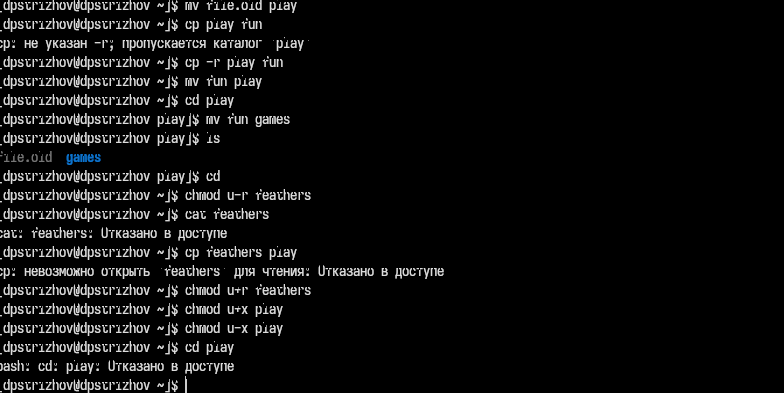 [dpstrizhov@dpstrizhov ~]$ mv file.old play
[dpstrizhov@dpstrizhov ~]$ cp play fun
cp: не указан -r; пропускается каталог 'play'
[dpstrizhov@dpstrizhov ~]$ cp -r play fun
[dpstrizhov@dpstrizhov ~]$ mv fun play
[dpstrizhov@dpstrizhov ~]$ cd play
[dpstrizhov@dpstrizhov play]$ mv fun games
[dpstrizhov@dpstrizhov play]$ ls
file.old  games
[dpstrizhov@dpstrizhov play]$ cd
[dpstrizhov@dpstrizhov ~]$ chmod u-r feathers
[dpstrizhov@dpstrizhov ~]$ cat feathers
cat: feathers: Отказано в доступе
[dpstrizhov@dpstrizhov ~]$ cp feathers play
cp: невозможно открыть 'feathers' для чтения: Отказано в доступе
[dpstrizhov@dpstrizhov ~]$ chmod u+r feathers
[dpstrizhov@dpstrizhov ~]$ chmod u+x play
[dpstrizhov@dpstrizhov ~]$ chmod u-x play
[dpstrizhov@dpstrizhov ~]$ cd play
bash: cd: play: Отказано в доступе
[dpstrizhov@dpstrizhov ~]$